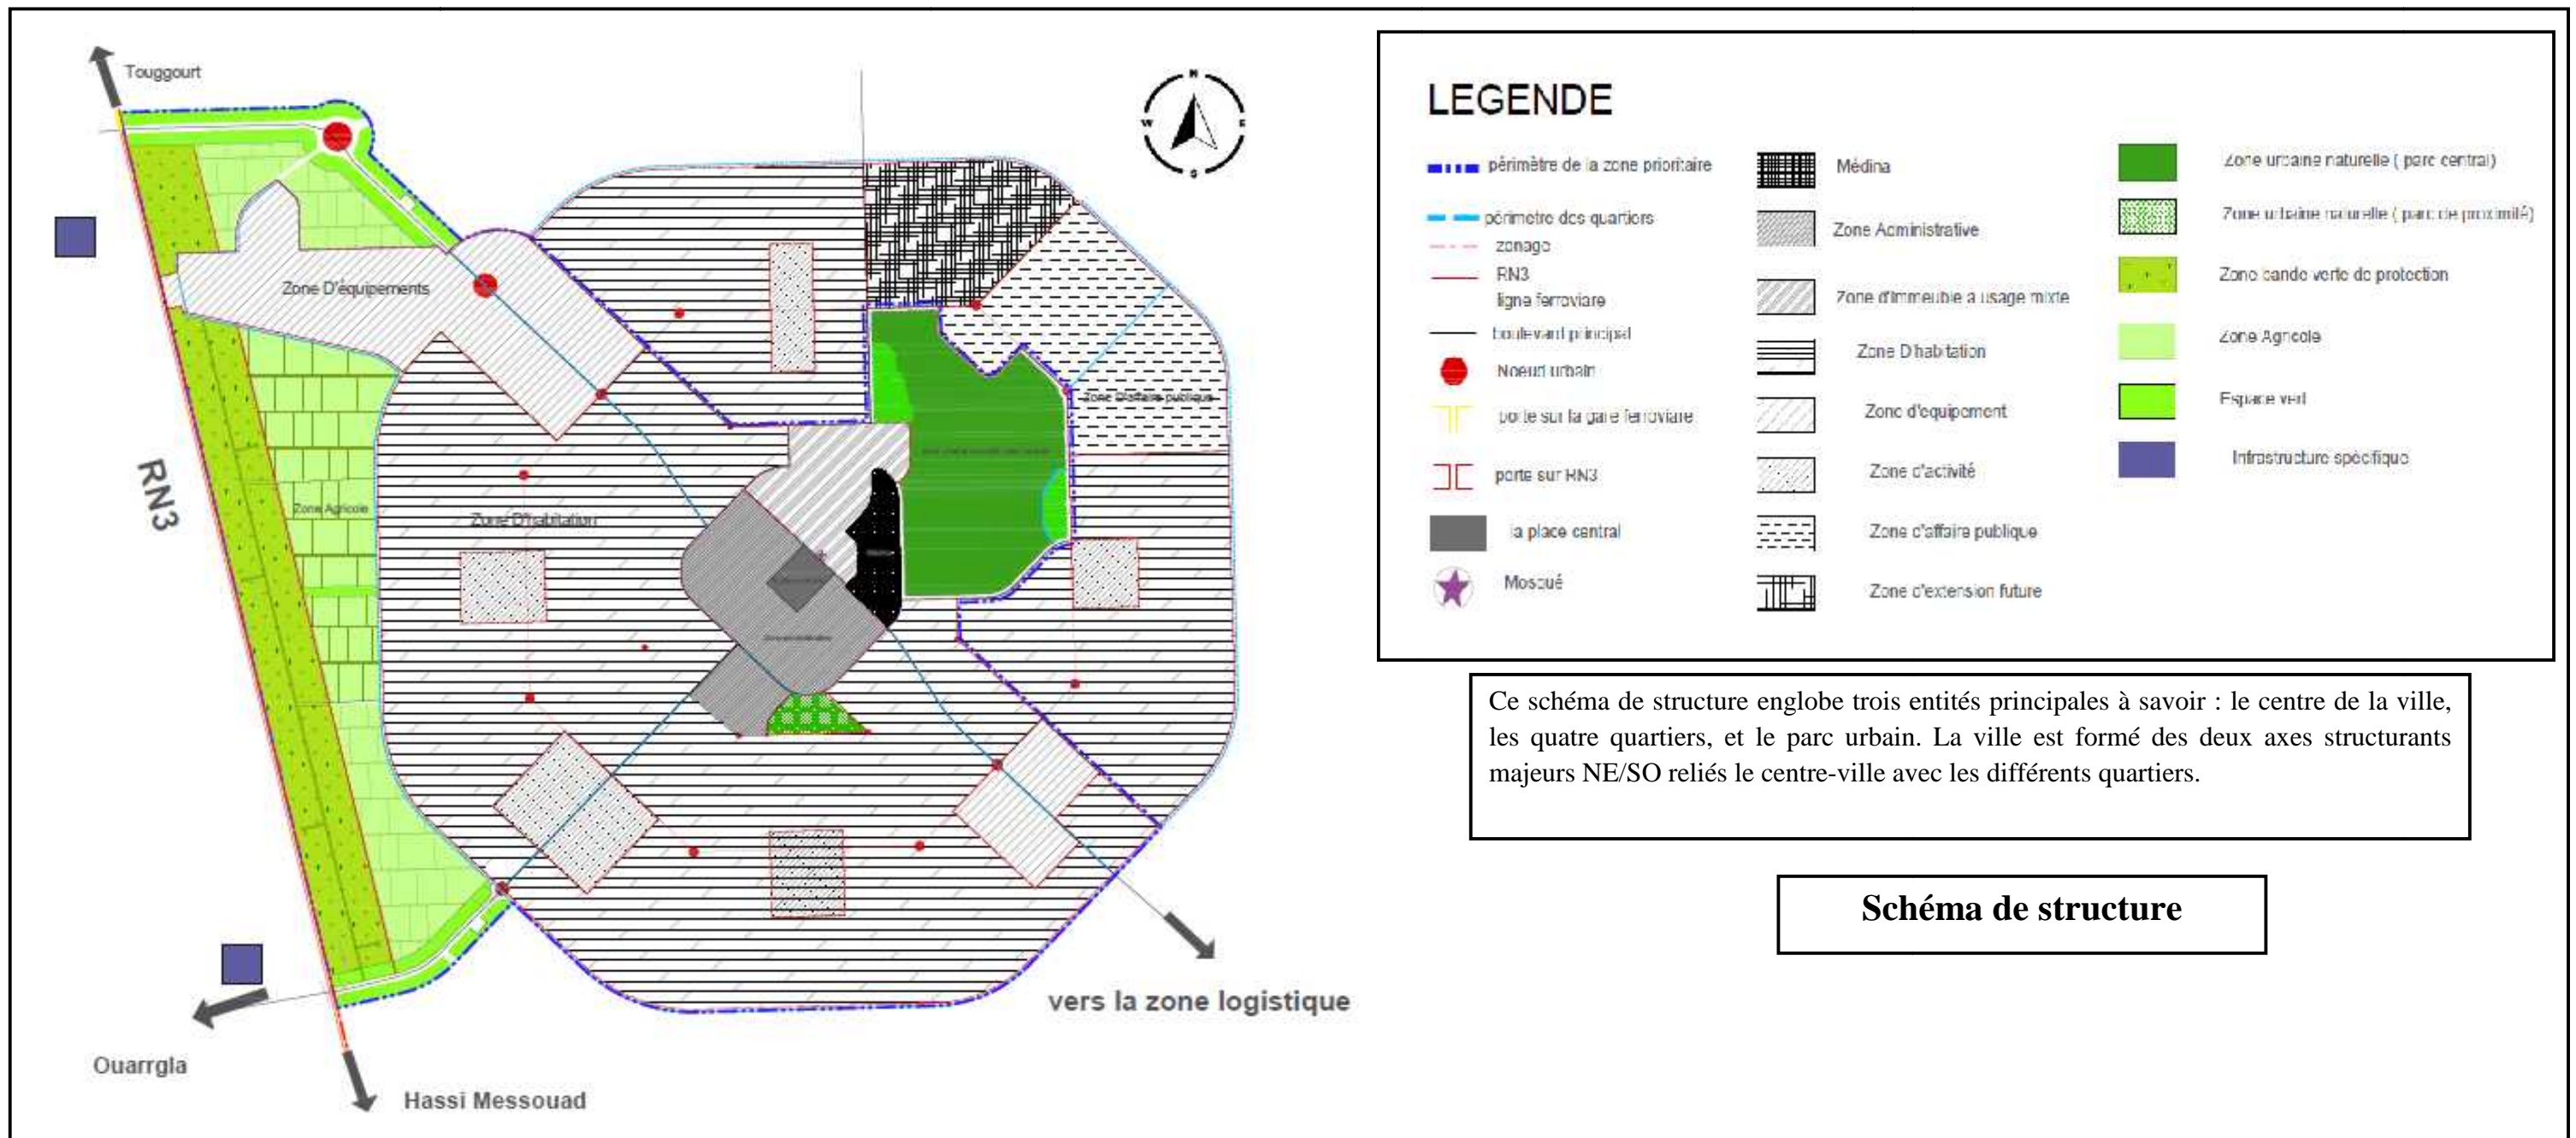 Touggourt
N
W
E
S
Zone D'équipements
Zone D'affaire publique
RN3
Zone Agricole
Zone D'habitation
vers la zone logistique
Ouarrgla
Hassi Messouad
LEGENDE
périmètre de la zone prioritaire
périmetre des quartiers
zonage
RN3
ligne ferroviare
boulevard principal
Noeud urbain
porte sur la gare ferroviare
porte sur RN3
la place central
Mosqué
Médina
Zone Administrative
Zone d'immeuble a usage mixte
Zone D'habitation
Zone d'equipement
Zone d'activité
Zone d'affaire publique
Zone d'extension future
Zone urbaine naturelle ( parc central)
Zone urbaine naturelle ( parc de proximité)
Zone bande verte de protection
Zone Agricole
Espace vert
Infrastructure spécifique
Ce schéma de structure englobe trois entités principales à savoir : le centre de la ville,
les quatre quartiers, et le parc urbain. La ville est formé des deux axes structurants
majeurs NE/SO reliés le centre-ville avec les différents quartiers.
Schéma de structure